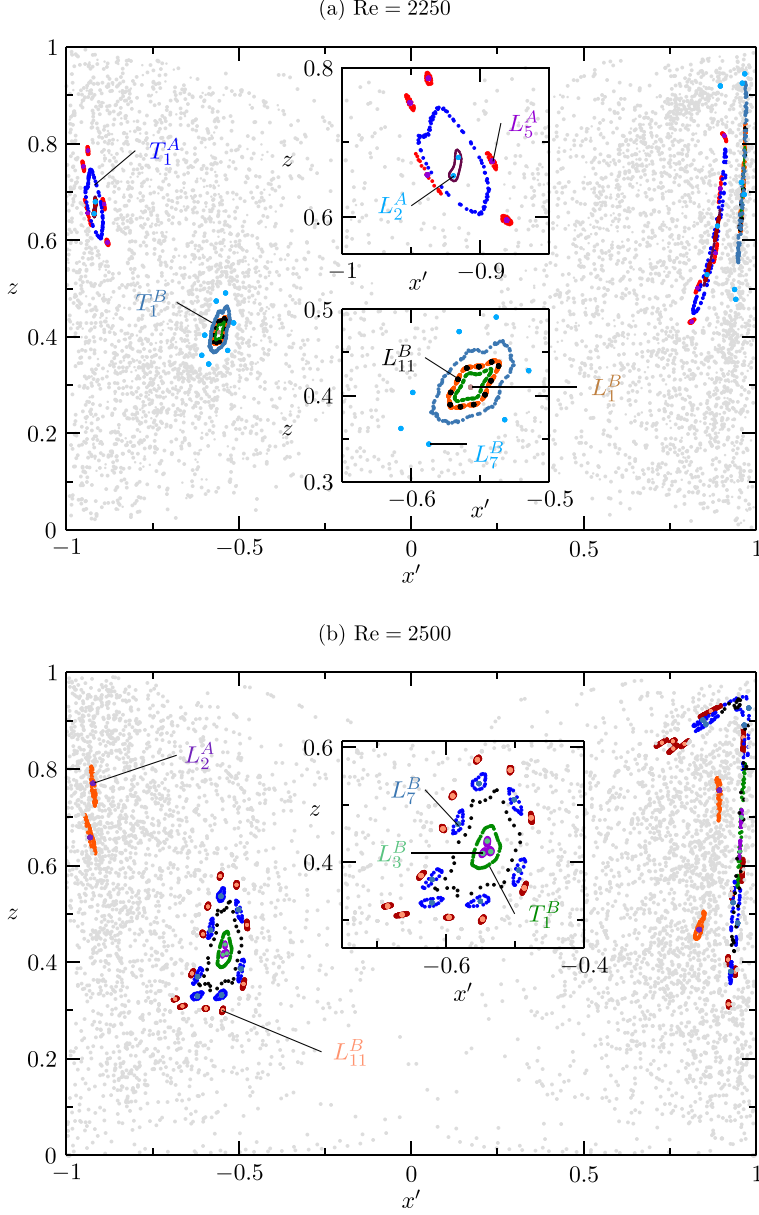 (a) Re = 2250
1
0.8
0.6
0.4
0.2
0
z
−1
−0.5
0
0.5
1
x′
T_1^A
T_1^B
0.8
0.6
z
−1
−0.9
x′
L_5^A
L_2^A
0.5
0.4
0.3
z
−0.6
−0.5
x′
L_11^B
L_1^B
L_7^B
(b) Re = 2500
1
0.8
0.6
0.4
0.2
0
z
−1
−0.5
0
0.5
1
x′
L_2^A
L_11^B
0.6
0.4
z
−0.6
−0.4
x′
L_7^B
L_3^B
T_1^B